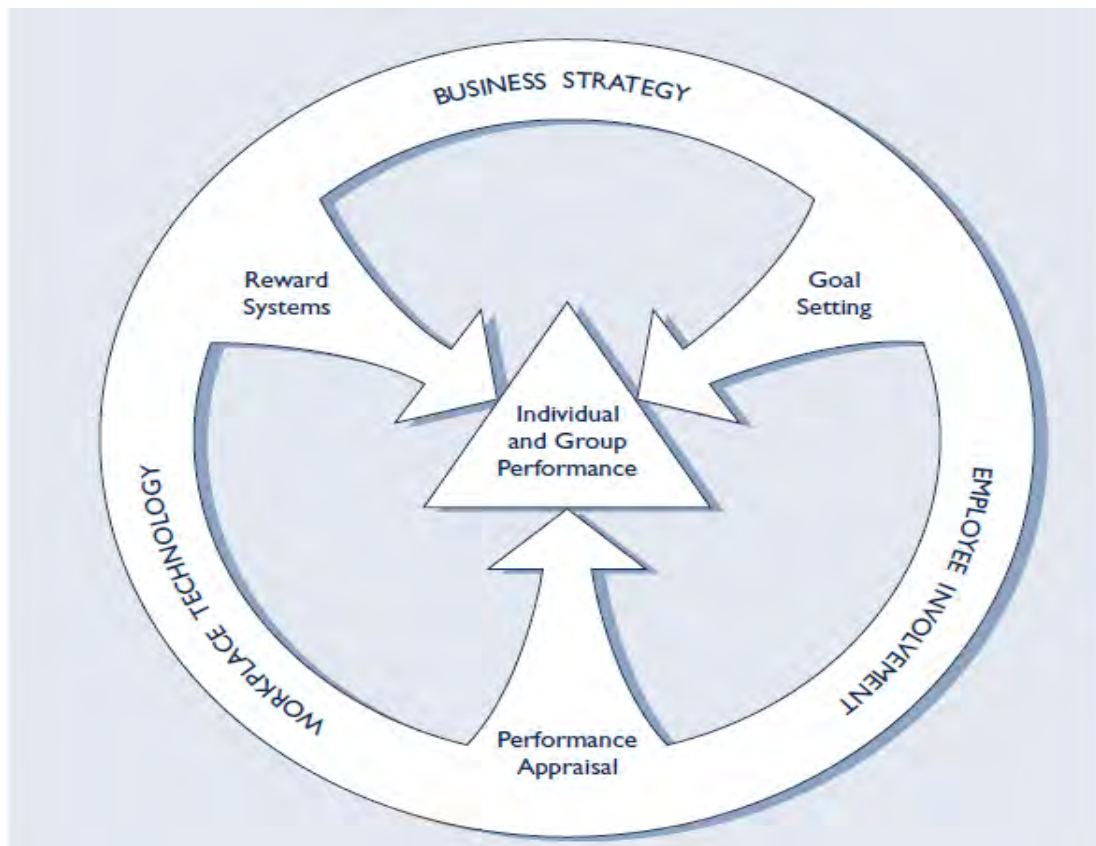 BUSINESS STRATEGY
Reward
Systems
Goal
Setting
Individual
and Group
Performance
WORKPLACE TECHNOLOGY
EMPLOYEE INVOLVEMENT
Performance
Appraisal